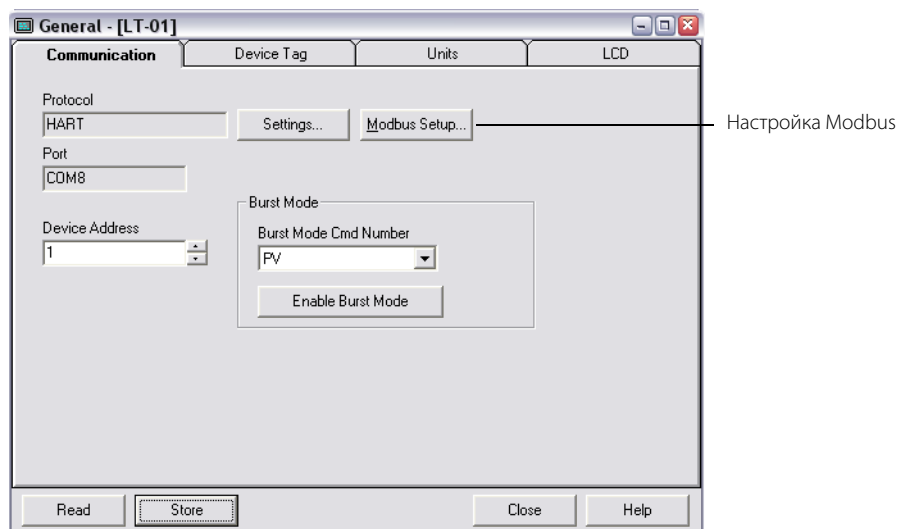 General - [LT-01]
Communication Device Tag Units LCD
Protocol
HART Settings... Modbus Setup... Настройка Modbus
Port
COM8
Burst Mode
Device Address Burst Mode Cmd Number
1 PV
Enable Burst Mode
Read Store Close Help